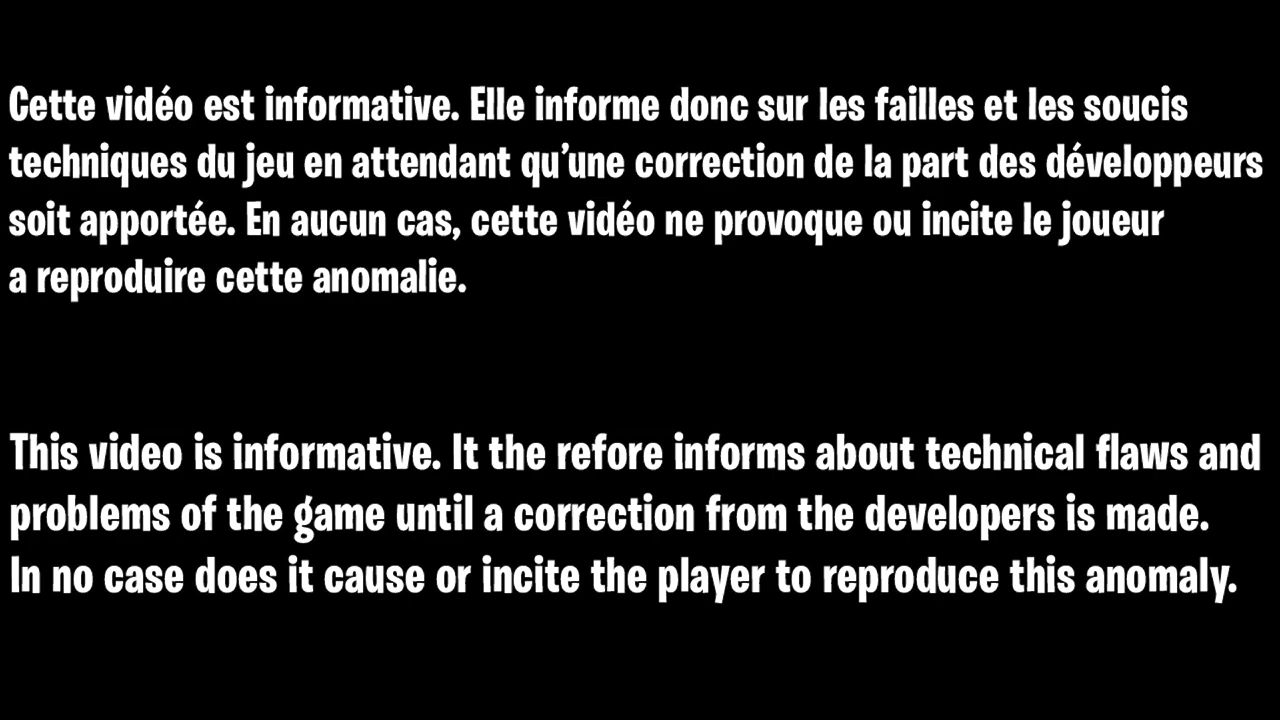 Cette vidéo est informative. Elle informe donc sur les failles et les soucis
techniques du jeu en attendant qu’une correction de la part des développeurs
soit apportée. En aucun cas, cette vidéo ne provoque ou incite le joueur
a reproduire cette anomalie.
This video is informative. It the refore informs about technical flaws and
problems of the game until a correction from the developers is made.
In no case does it cause or incite the player to reproduce this anomaly.